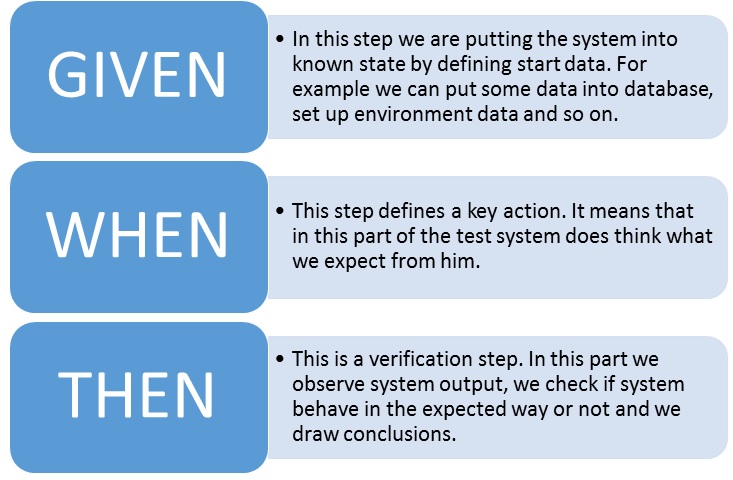 GIVEN
• In this step we are putting the system into
known state by defining start data. For
example we can put some data into database,
set up environment data and so on.
WHEN
• This step defines a key action. It means that
in this part of the test system does think what
we expect from him.
THEN
• This is a verification step. In this part we
observe system output, we check if system
behave in the expected way or not and we
draw conclusions.